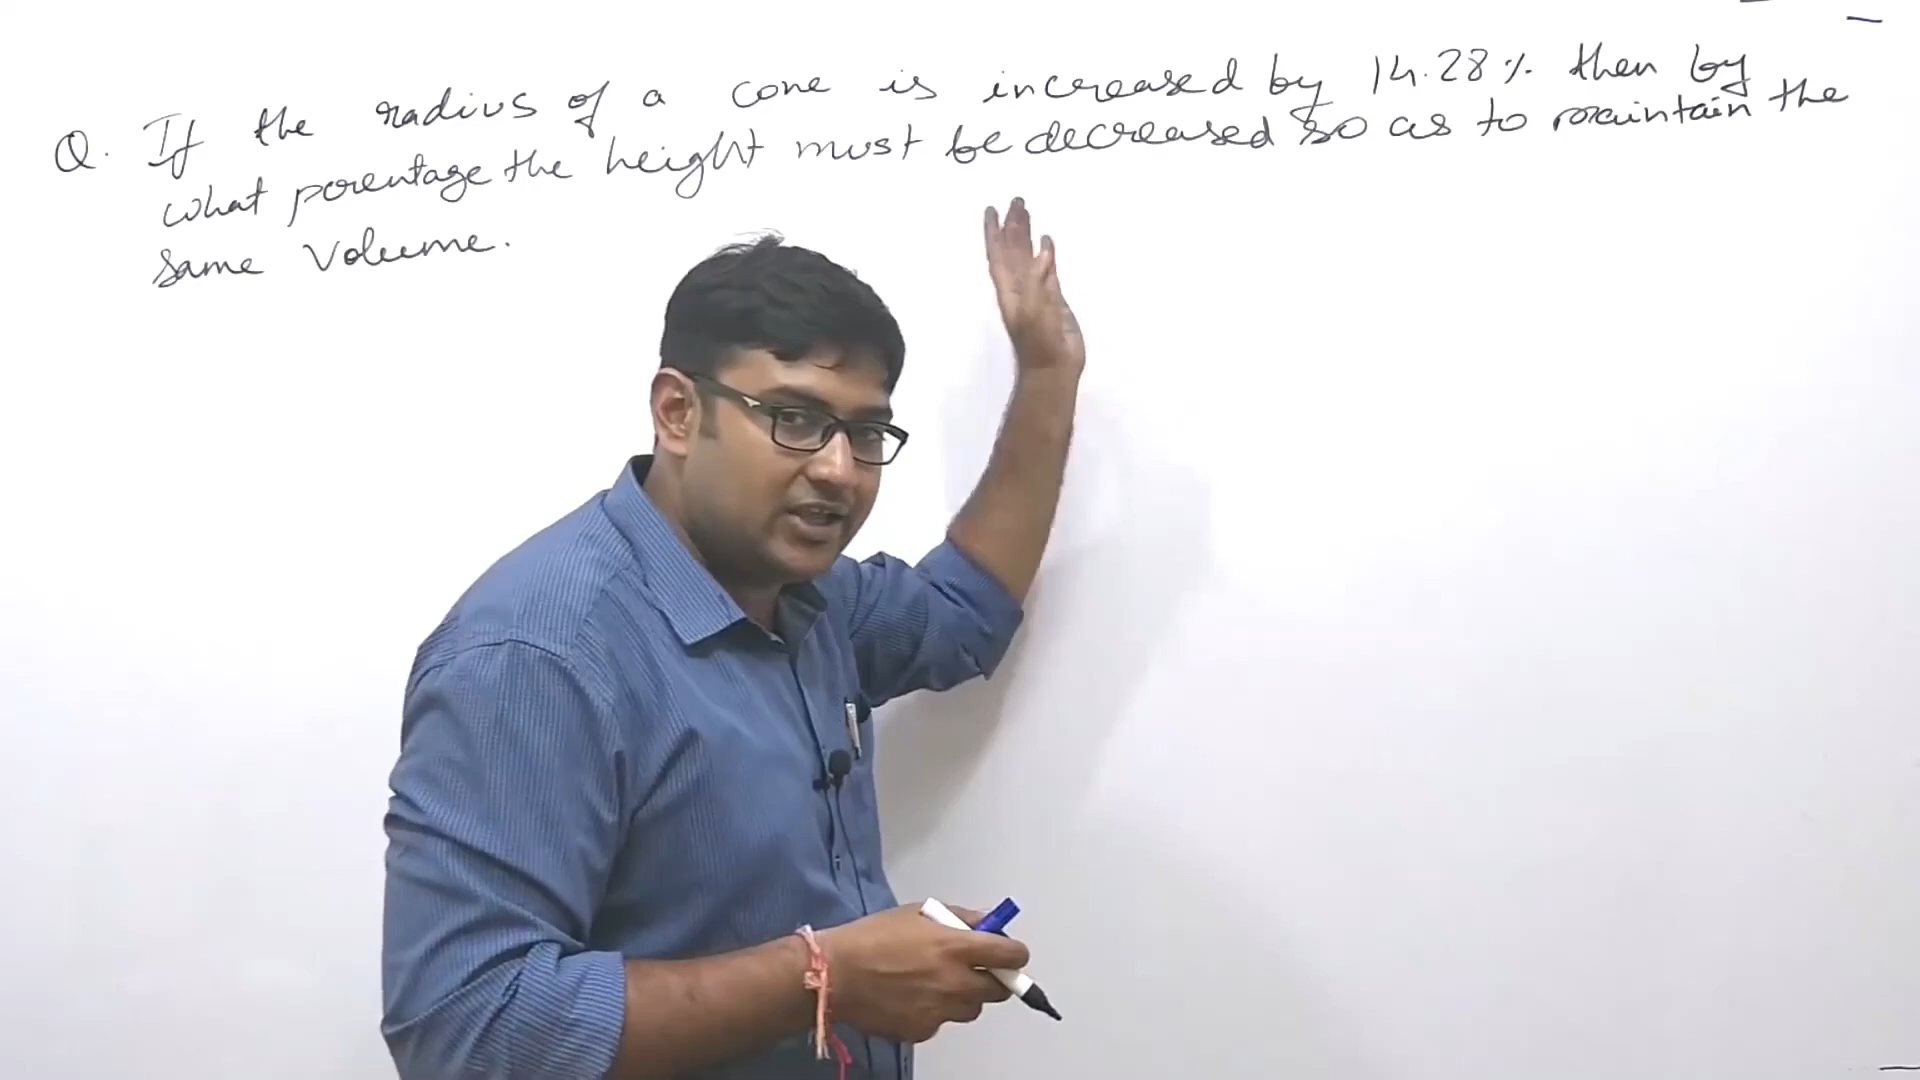 Q. If the radius of a cone is increased by 14.28% then by
what porentage the height must be decreased so as to maintain the
same volume.